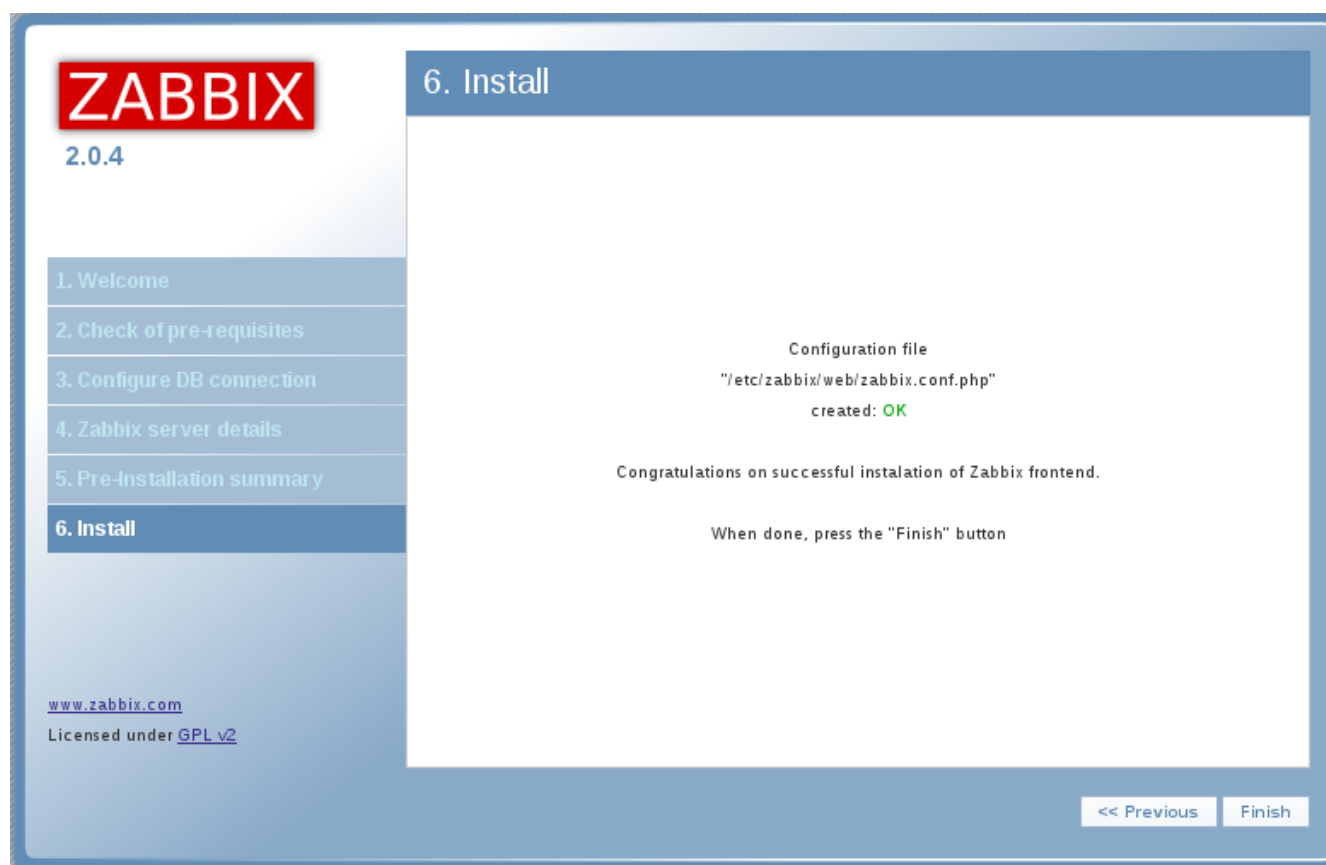 ZABBIX
2.0.4
1. Welcome
2. Check of pre-requisites
3. Configure DB connection
4. Zabbix server details
5. Pre-Installation summary
6. Install
www.zabbix.com
Licensed under GPL v2
6. Install
Configuration file
"/etc/zabbix/web/zabbix.conf.php"
created: OK
Congratulations on successful instalation of Zabbix frontend.
When done, press the "Finish" button
<< Previous
Finish